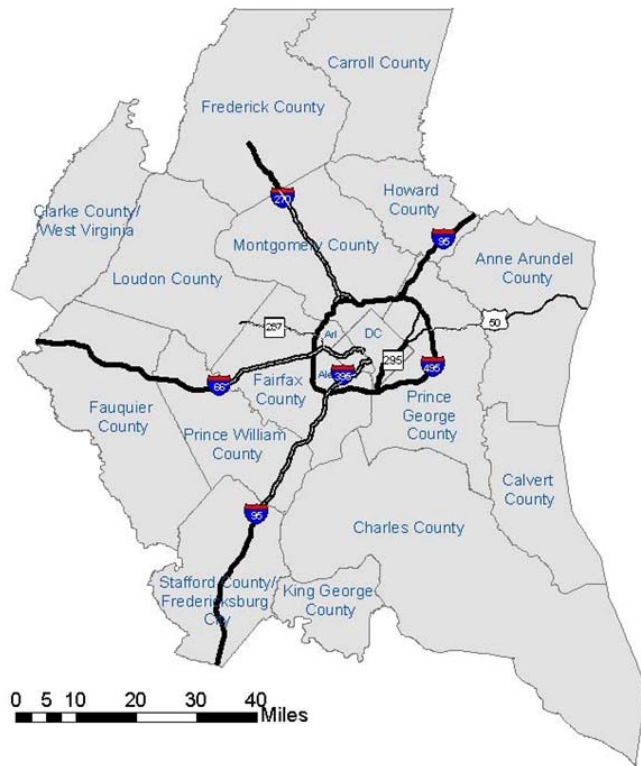 Carroll County
Frederick County
Howard
County
270
Clarke County/
West Virginia
Montgomery County
95
Anne Arundel
County
Loudon County
50
267
Arl
DC
295
495
66
395
Fairfax
County
Prince
George
County
Fauquier
County
Prince William
County
Calvert
County
95
Charles County
Stafford County/
Fredericksburg
City
King George
County
0 5 10 20 30 40
Miles